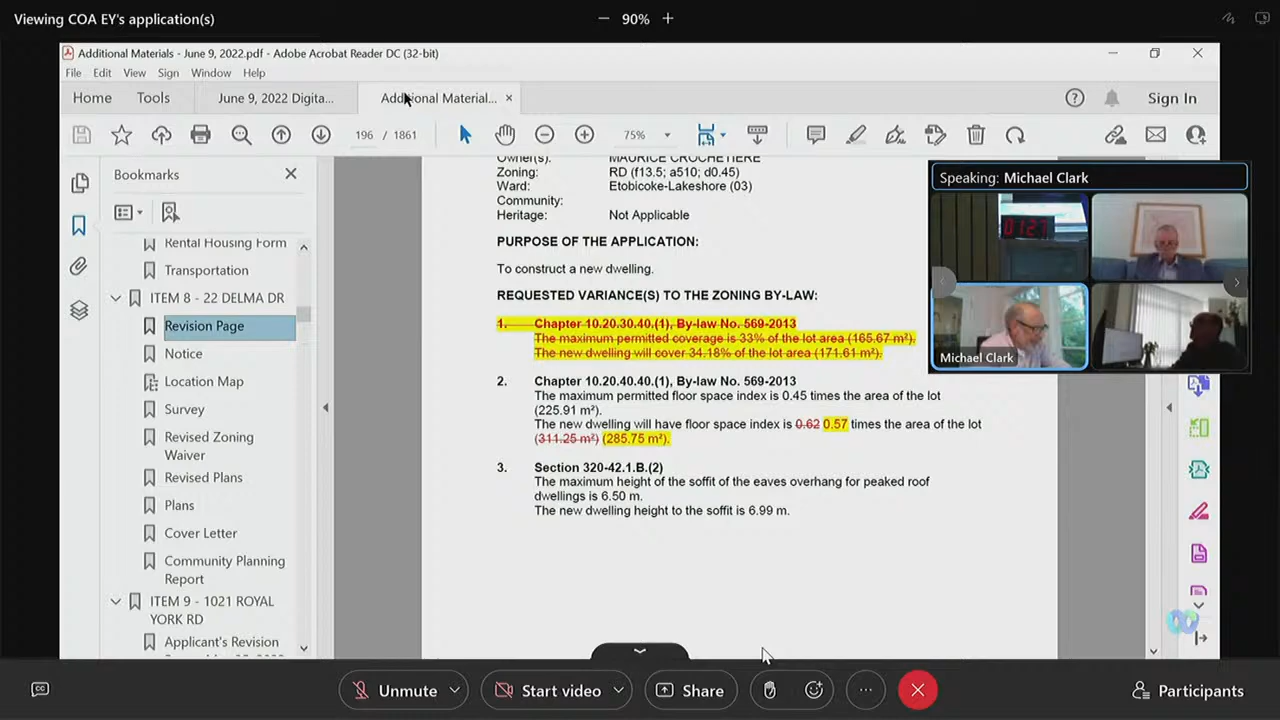 Viewing COA EY's application(s)
90%
Additional Materials - June 9, 2022.pdf - Adobe Acrobat Reader DC (32-bit)
File Edit View Sign Window Help
Home Tools June 9, 2022 Digita... Additional Material... Sign In
196 / 1861 75%
Bookmarks
Rental Housing Form
Transportation
ITEM 8 - 22 DELMA DR
Revision Page
Notice
Location Map
Survey
Revised Zoning
Waiver
Revised Plans
Plans
Cover Letter
Community Planning
Report
ITEM 9 - 1021 ROYAL
YORK RD
Applicant's Revision
Owner(s): MAURICE CROCHETIERE
Zoning: RD (f13.5; a510; d0.45)
Ward: Etobicoke-Lakeshore (03)
Community:
Heritage: Not Applicable
PURPOSE OF THE APPLICATION:
To construct a new dwelling.
REQUESTED VARIANCE(S) TO THE ZONING BY-LAW:
1. Chapter 10.20.30.40.(1), By-law No. 569-2013
The maximum permitted coverage is 33% of the lot area (165.67 m²).
The new dwelling will cover 34.18% of the lot area (171.61 m²).
2. Chapter 10.20.40.40.(1), By-law No. 569-2013
The maximum permitted floor space index is 0.45 times the area of the lot
(225.91 m²).
The new dwelling will have floor space index is 0.62 0.57 times the area of the lot
(311.25 m²) (285.75 m²).
3. Section 320-42.1.B.(2)
The maximum height of the soffit of the eaves overhang for peaked roof
dwellings is 6.50 m.
The new dwelling height to the soffit is 6.99 m.
Speaking: Michael Clark
01:27
Michael Clark
Unmute
Start video
Share
Participants